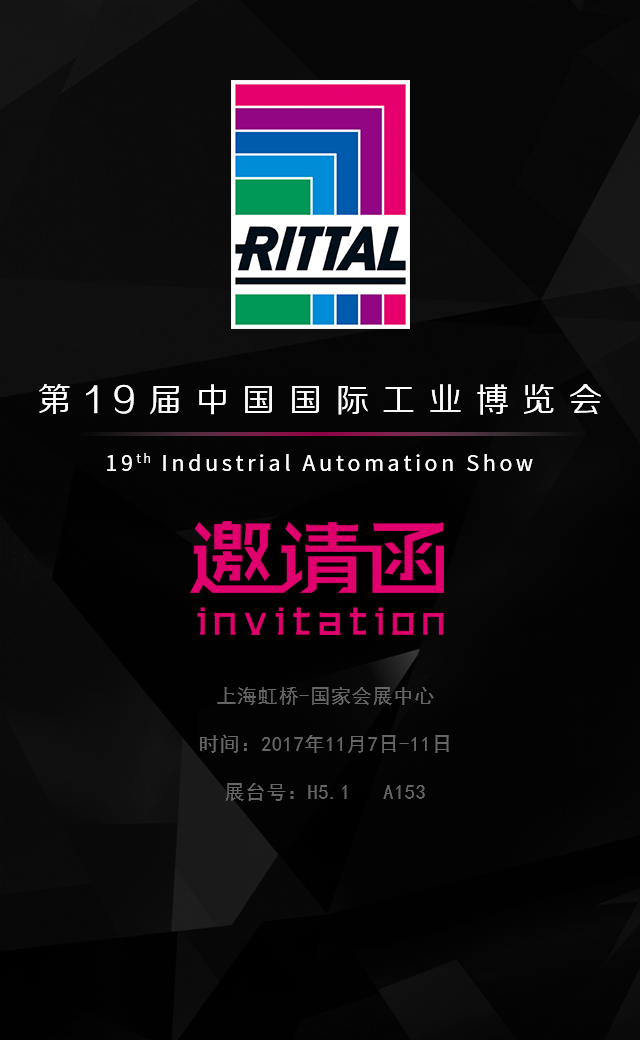 RITTAL
第19届中国国际工业博览会
19th Industrial Automation Show
邀请函
invitation
上海虹桥-国家会展中心
时间：2017年11月7日-11日
展台号：H5.1 A153